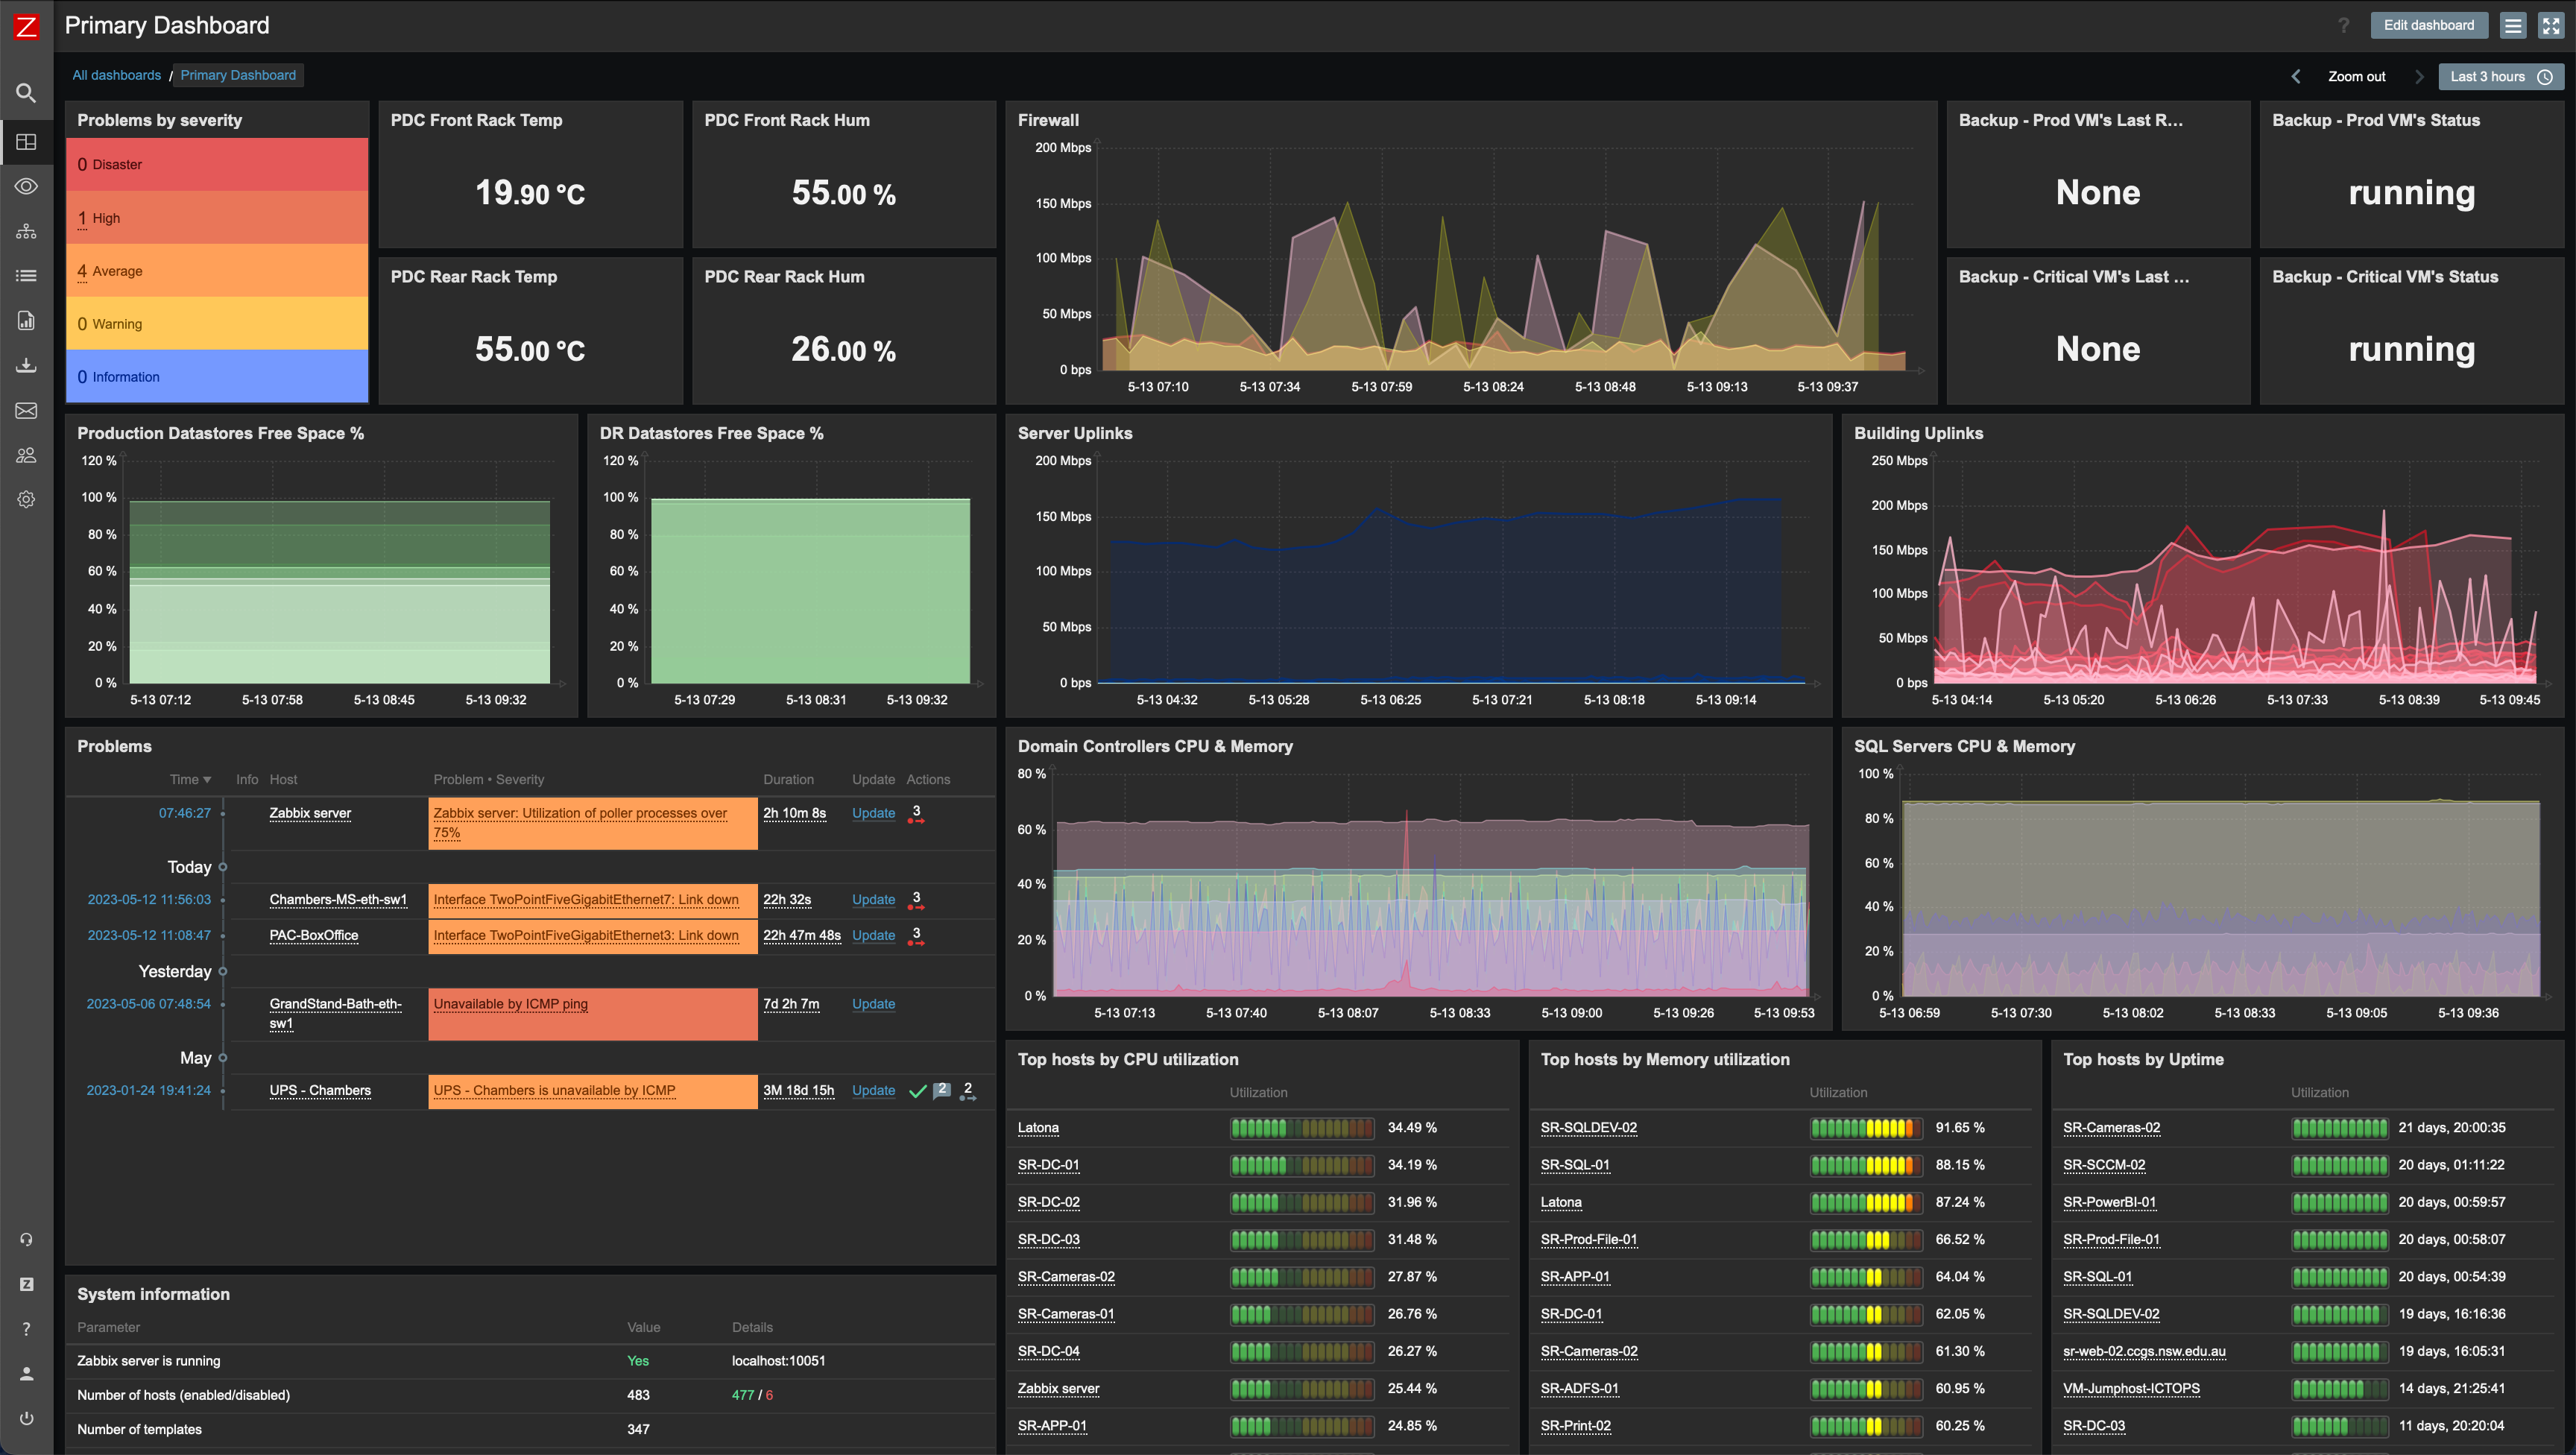 Z
Primary Dashboard
?
Edit dashboard
All dashboards / Primary Dashboard
Zoom out
Last 3 hours
Problems by severity
0 Disaster
1 High
4 Average
0 Warning
0 Information
PDC Front Rack Temp
19.90 °C
PDC Front Rack Hum
55.00 %
PDC Rear Rack Temp
55.00 °C
PDC Rear Rack Hum
26.00 %
Firewall
200 Mbps
150 Mbps
100 Mbps
50 Mbps
0 bps
5-13 07:10 5-13 07:34 5-13 07:59 5-13 08:24 5-13 08:48 5-13 09:13 5-13 09:37
Backup - Prod VM's Last R...
None
Backup - Prod VM's Status
running
Backup - Critical VM's Last ...
None
Backup - Critical VM's Status
running
Production Datastores Free Space %
120 %
100 %
80 %
60 %
40 %
20 %
0 %
5-13 07:12 5-13 07:58 5-13 08:45 5-13 09:32
DR Datastores Free Space %
120 %
100 %
80 %
60 %
40 %
20 %
0 %
5-13 07:29 5-13 08:31 5-13 09:32
Server Uplinks
200 Mbps
150 Mbps
100 Mbps
50 Mbps
0 bps
5-13 04:32 5-13 05:28 5-13 06:25 5-13 07:21 5-13 08:18 5-13 09:14
Building Uplinks
250 Mbps
200 Mbps
150 Mbps
100 Mbps
50 Mbps
0 bps
5-13 04:14 5-13 05:20 5-13 06:26 5-13 07:33 5-13 08:39 5-13 09:45
Problems
Time ▼ Info Host Problem • Severity Duration Update Actions
07:46:27 Zabbix server Zabbix server: Utilization of poller processes over 2h 10m 8s Update 3
75%
Today
2023-05-12 11:56:03 Chambers-MS-eth-sw1 Interface TwoPointFiveGigabitEthernet7: Link down 22h 32s Update 3
2023-05-12 11:08:47 PAC-BoxOffice Interface TwoPointFiveGigabitEthernet3: Link down 22h 47m 48s Update 3
Yesterday
2023-05-06 07:48:54 GrandStand-Bath-eth- Unavailable by ICMP ping 7d 2h 7m Update
sw1
May
2023-01-24 19:41:24 UPS - Chambers UPS - Chambers is unavailable by ICMP 3M 18d 15h Update 2 2
Domain Controllers CPU & Memory
80 %
60 %
40 %
20 %
0 %
5-13 07:13 5-13 07:40 5-13 08:07 5-13 08:33 5-13 09:00 5-13 09:26 5-13 09:53
SQL Servers CPU & Memory
100 %
80 %
60 %
40 %
20 %
0 %
5-13 06:59 5-13 07:30 5-13 08:02 5-13 08:33 5-13 09:05 5-13 09:36
System information
Parameter Value Details
Zabbix server is running Yes localhost:10051
Number of hosts (enabled/disabled) 483 477 / 6
Number of templates 347
Top hosts by CPU utilization
Utilization
Latona 34.49 %
SR-DC-01 34.19 %
SR-DC-02 31.96 %
SR-DC-03 31.48 %
SR-Cameras-02 27.87 %
SR-Cameras-01 26.76 %
SR-DC-04 26.27 %
Zabbix server 25.44 %
SR-APP-01 24.85 %
Top hosts by Memory utilization
Utilization
SR-SQLDEV-02 91.65 %
SR-SQL-01 88.15 %
Latona 87.24 %
SR-Prod-File-01 66.52 %
SR-APP-01 64.04 %
SR-DC-01 62.05 %
SR-Cameras-02 61.30 %
SR-ADFS-01 60.95 %
SR-Print-02 60.25 %
Top hosts by Uptime
Utilization
SR-Cameras-02 21 days, 20:00:35
SR-SCCM-02 20 days, 01:11:22
SR-PowerBI-01 20 days, 00:59:57
SR-Prod-File-01 20 days, 00:58:07
SR-SQL-01 20 days, 00:54:39
SR-SQLDEV-02 19 days, 16:16:36
sr-web-02.ccgs.nsw.edu.au 19 days, 16:05:31
VM-Jumphost-ICTOPS 14 days, 21:25:41
SR-DC-03 11 days, 20:20:04
Z
?